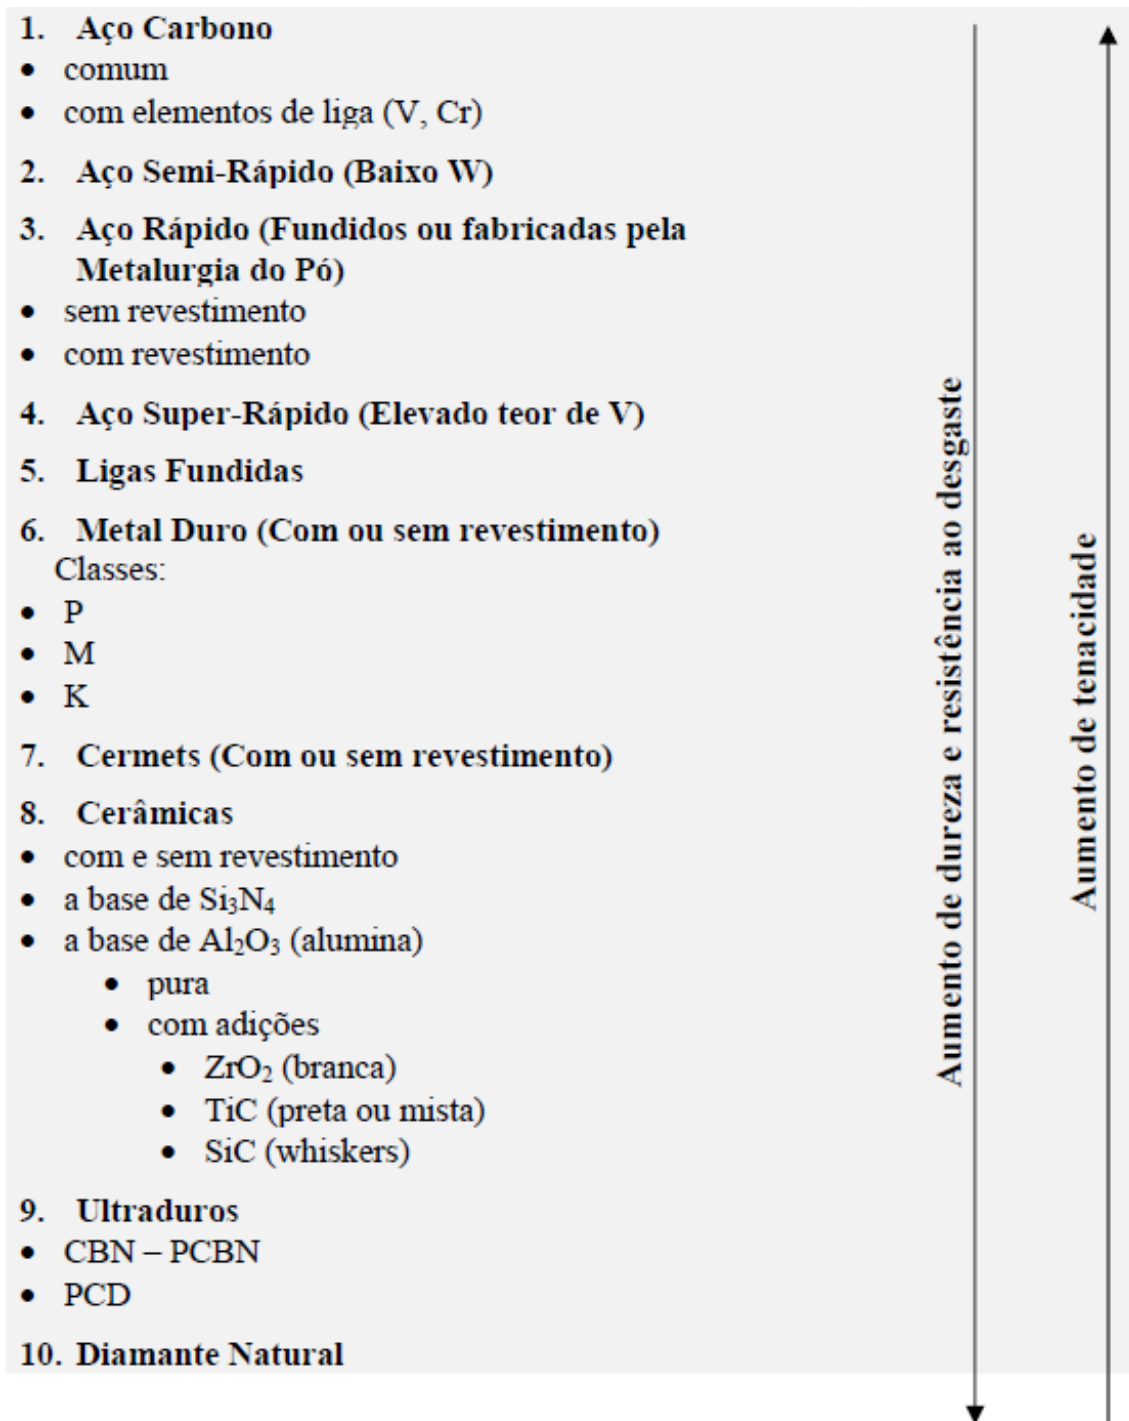 1. Aço Carbono
• comum
• com elementos de liga (V, Cr)
2. Aço Semi-Rápido (Baixo W)
3. Aço Rápido (Fundidos ou fabricadas pela
Metalurgia do Pó)
• sem revestimento
• com revestimento
4. Aço Super-Rápido (Elevado teor de V)
5. Ligas Fundidas
6. Metal Duro (Com ou sem revestimento)
Classes:
• P
• M
• K
7. Cermets (Com ou sem revestimento)
8. Cerâmicas
• com e sem revestimento
• a base de Si₃N₄
• a base de Al₂O₃ (alumina)
• pura
• com adições
• ZrO₂ (branca)
• TiC (preta ou mista)
• SiC (whiskers)
9. Ultraduros
• CBN – PCBN
• PCD
10. Diamante Natural
Aumento de dureza e resistência ao desgaste
Aumento de tenacidade